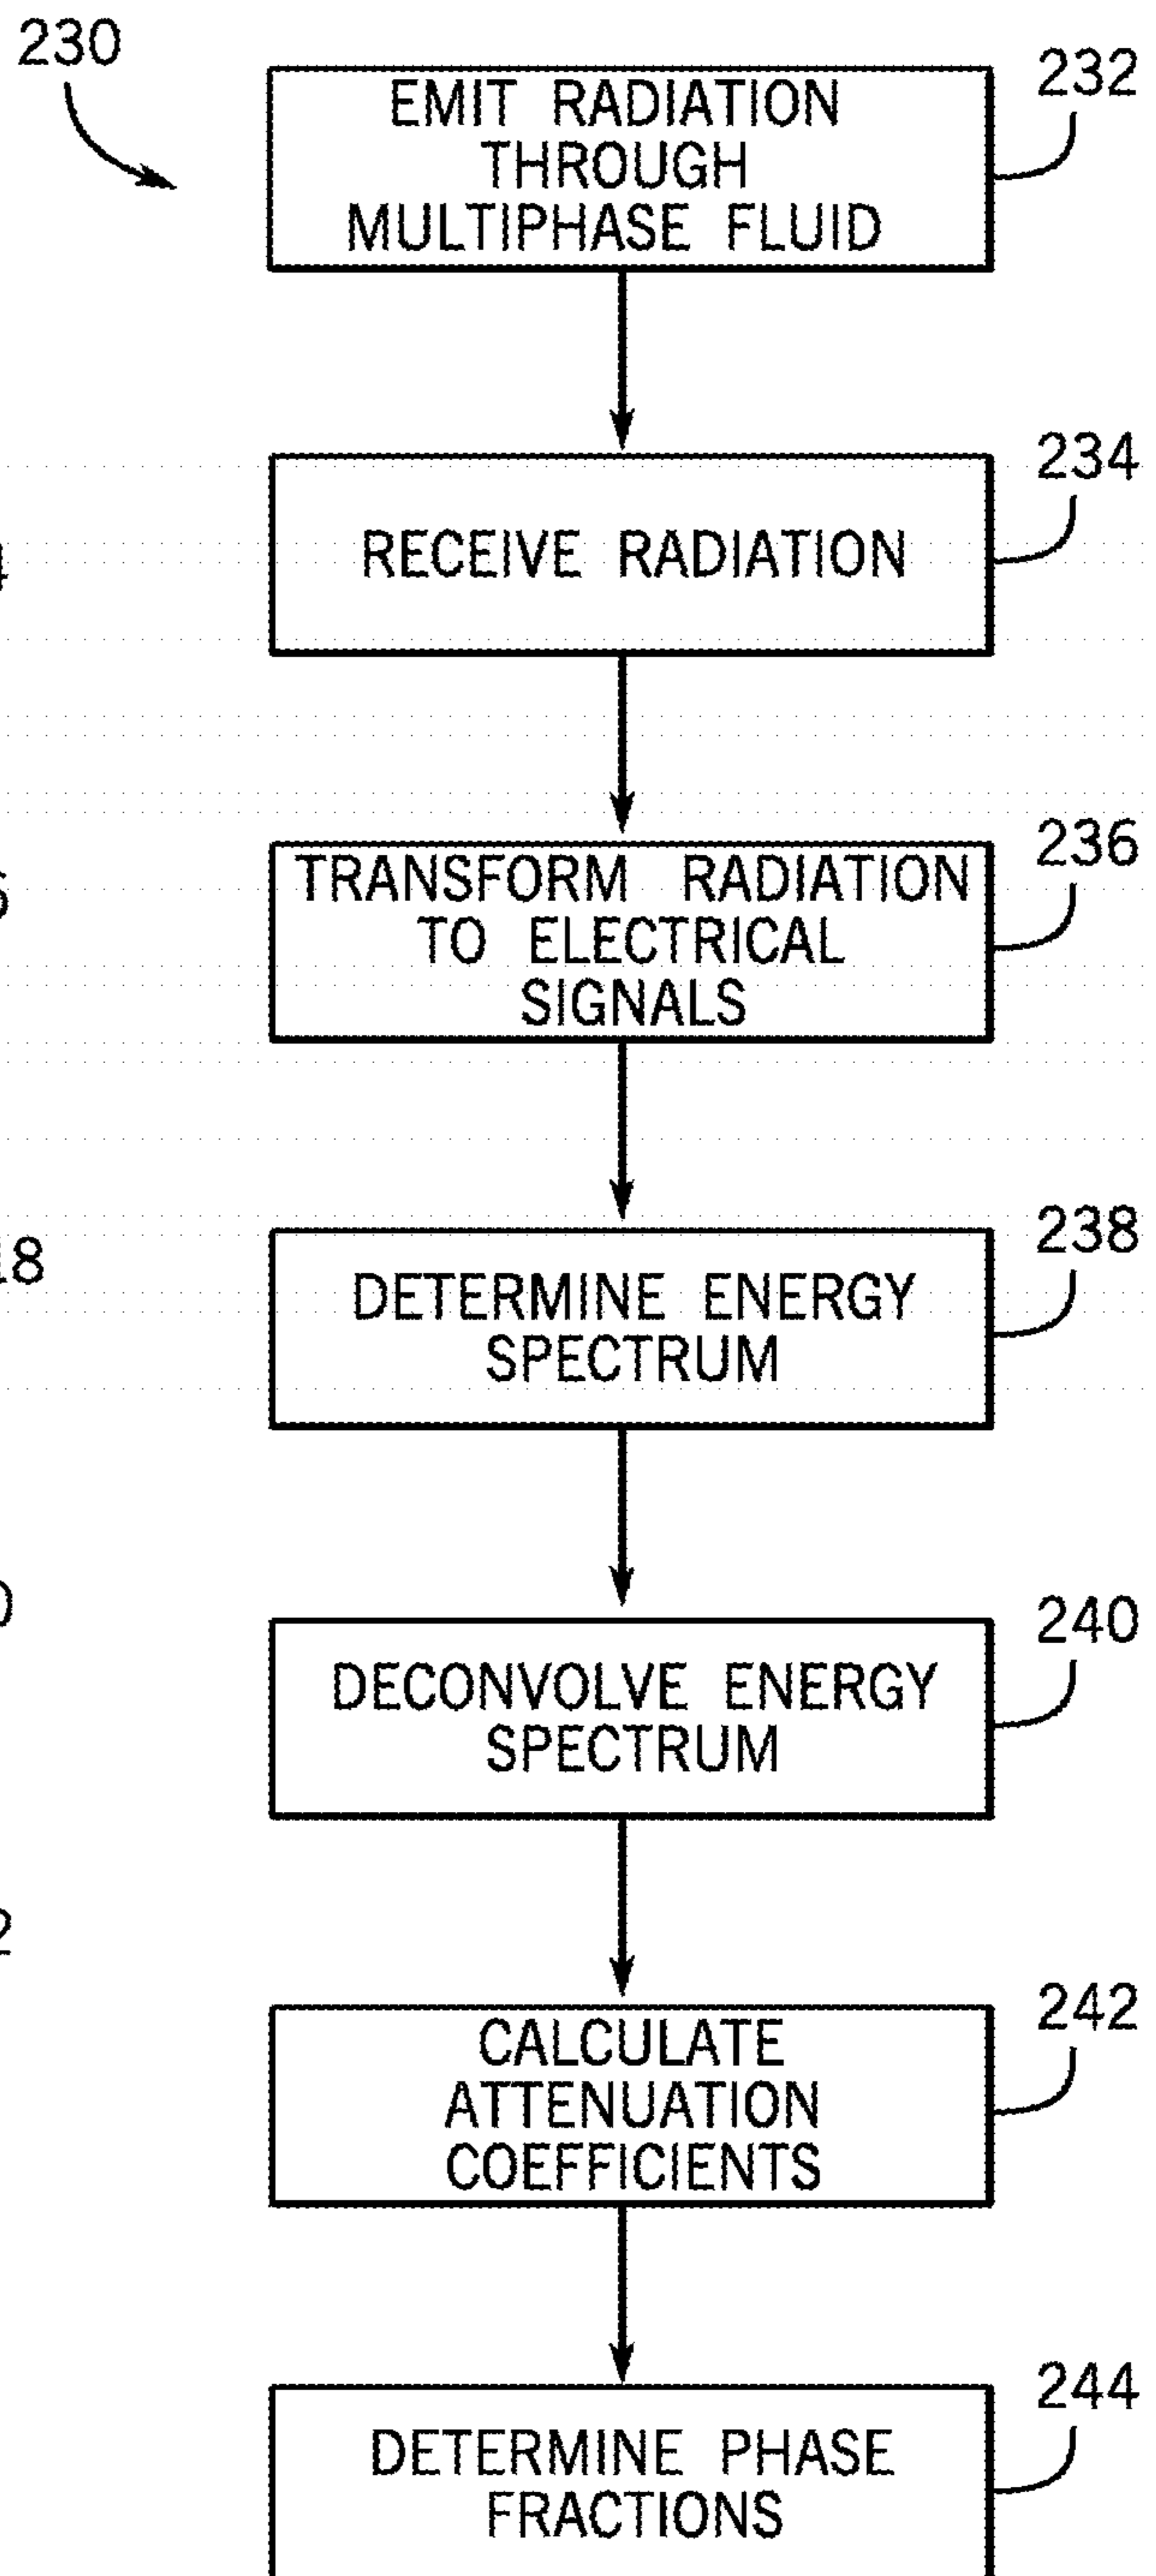 230
232
EMIT RADIATION
THROUGH
MULTIPHASE FLUID
234
RECEIVE RADIATION
236
TRANSFORM RADIATION
TO ELECTRICAL
SIGNALS
238
DETERMINE ENERGY
SPECTRUM
240
DECONVOLVE ENERGY
SPECTRUM
242
CALCULATE
ATTENUATION
COEFFICIENTS
244
DETERMINE PHASE
FRACTIONS